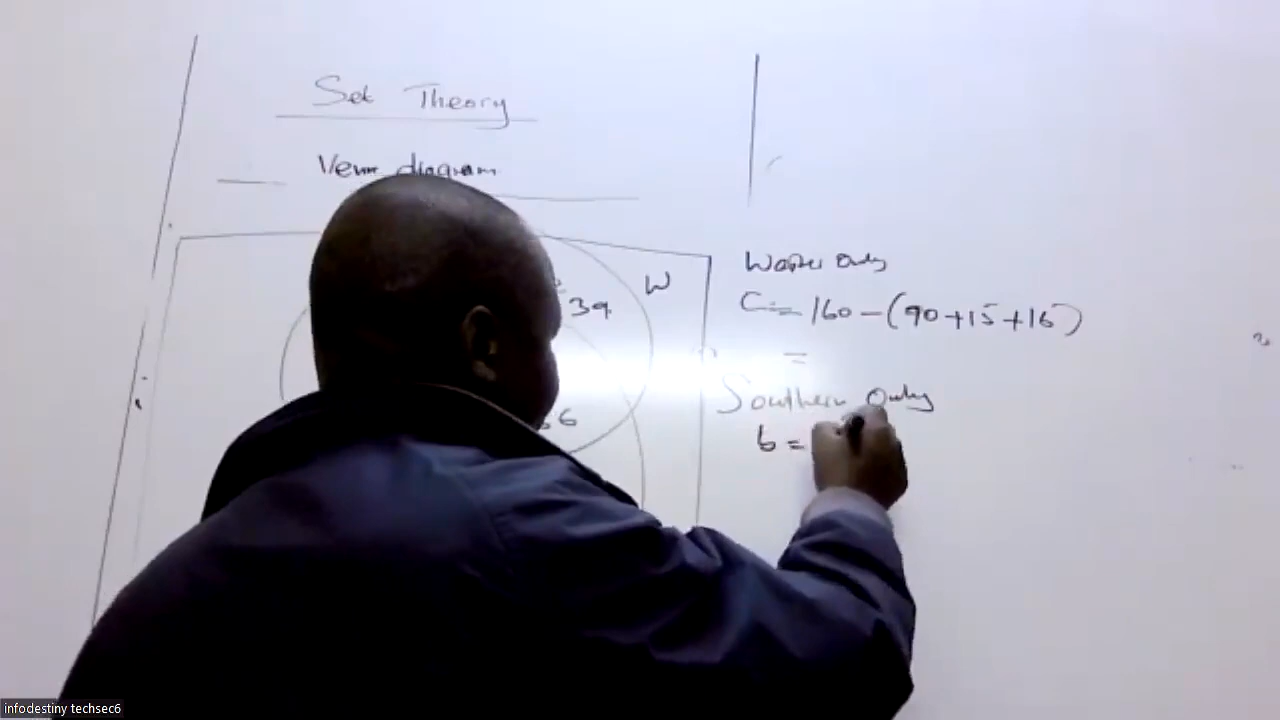 Set Theory
Venn diagram
W
39
6
Water Only
C = 160 - (90+15+16)
=
Southern Only
b =
infodestiny techsec6